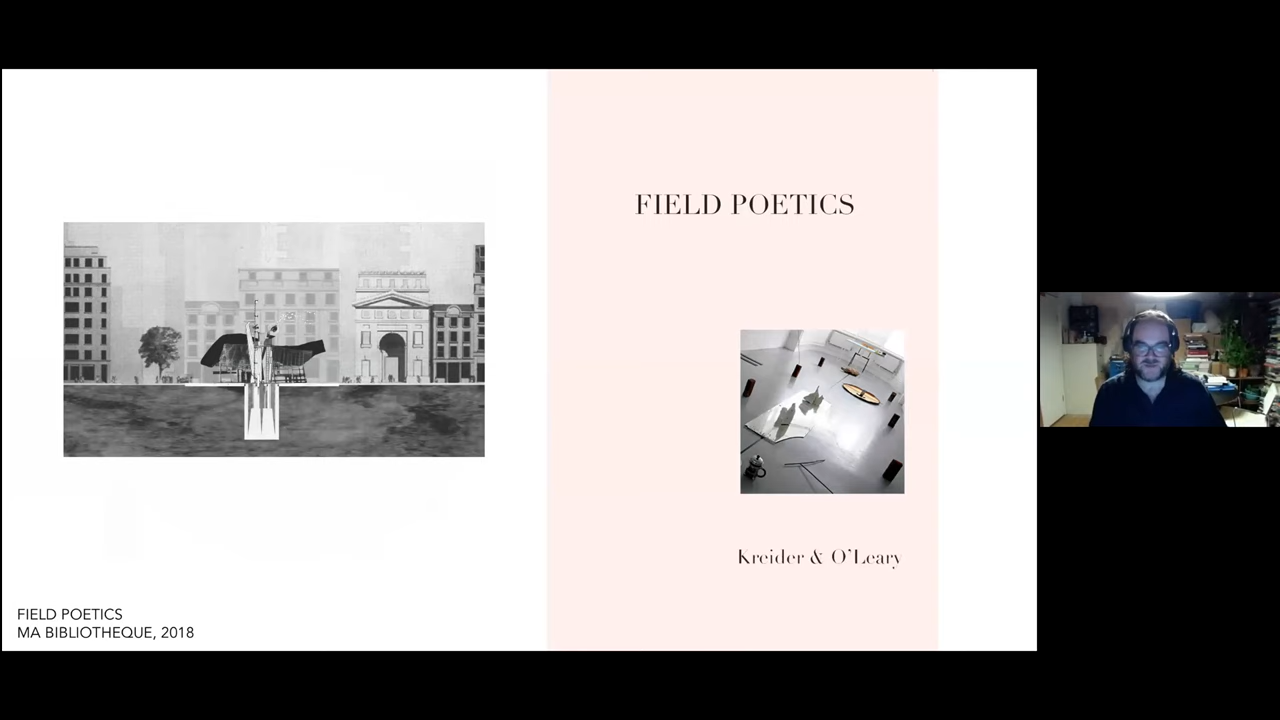 FIELD POETICS
Kreider & O’Leary
FIELD POETICS
MA BIBLIOTHEQUE, 2018